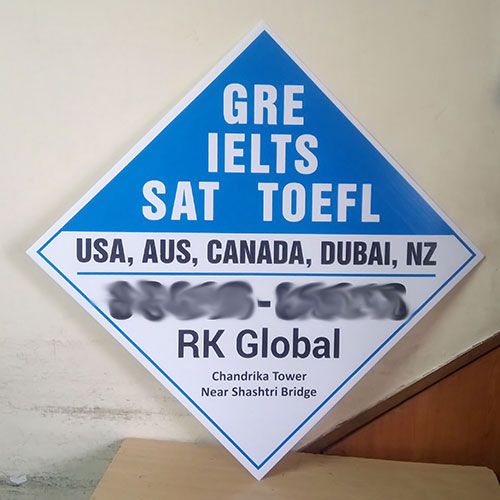 GRE
IELTS
SAT TOEFL
USA, AUS, CANADA, DUBAI, NZ
RK Global
Chandrika Tower
Near Shashtri Bridge